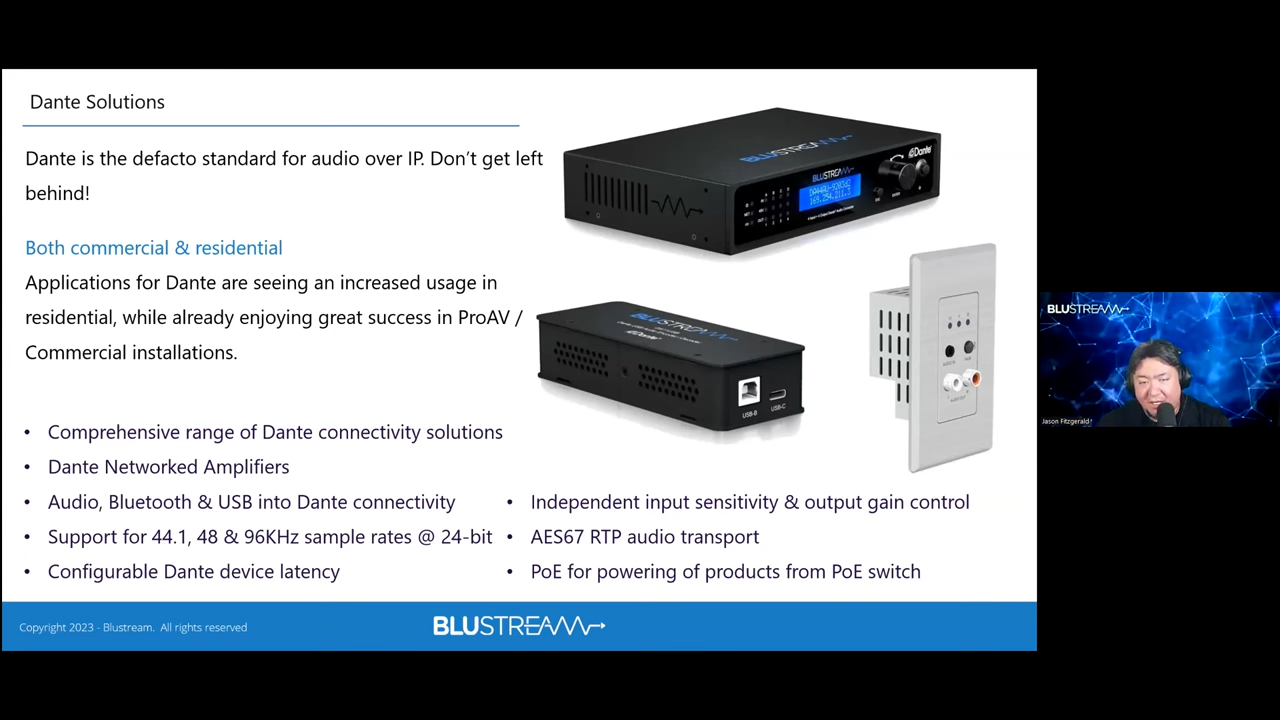 Dante Solutions
Dante is the defacto standard for audio over IP. Don't get left
behind!
Both commercial & residential
Applications for Dante are seeing an increased usage in
residential, while already enjoying great success in ProAV /
Commercial installations.
• Comprehensive range of Dante connectivity solutions
• Dante Networked Amplifiers
• Audio, Bluetooth & USB into Dante connectivity
• Support for 44.1, 48 & 96KHz sample rates @ 24-bit
• Configurable Dante device latency
• Independent input sensitivity & output gain control
• AES67 RTP audio transport
• PoE for powering of products from PoE switch
BLUSTREAM
Dante
BLUSTREAM
BLUSTREAM
Dante
USB-B
USB-C
Copyright 2023 - Blustream. All rights reserved
BLUSTREAM
BLUSTREAM
Jason Fitzgerald